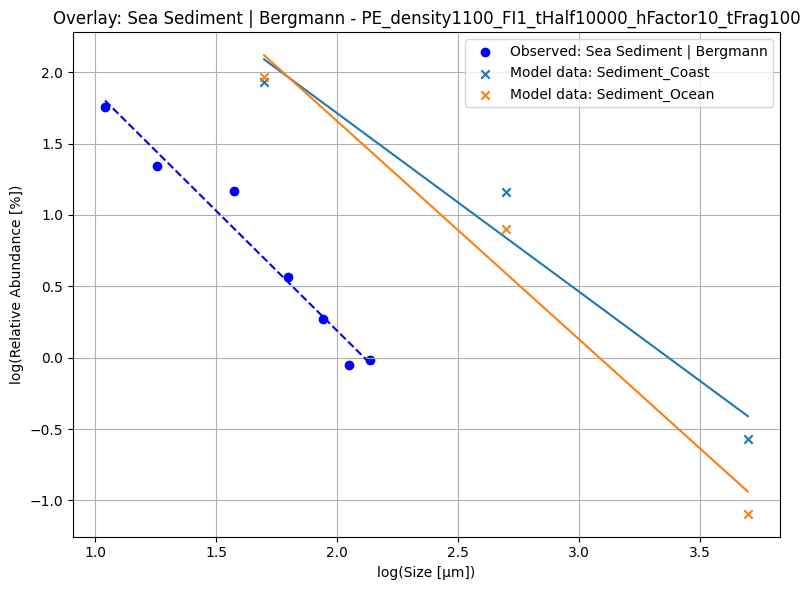 Overlay: Sea Sediment | Bergmann - PE_density1100_FI1_tHalf10000_hFactor10_tFrag100
Observed: Sea Sediment | Bergmann
Model data: Sediment_Coast
Model data: Sediment_Ocean
log(Relative Abundance [%])
2.0
1.5
1.0
0.5
0.0
−0.5
−1.0
1.0
1.5
2.0
2.5
3.0
3.5
log(Size [μm])